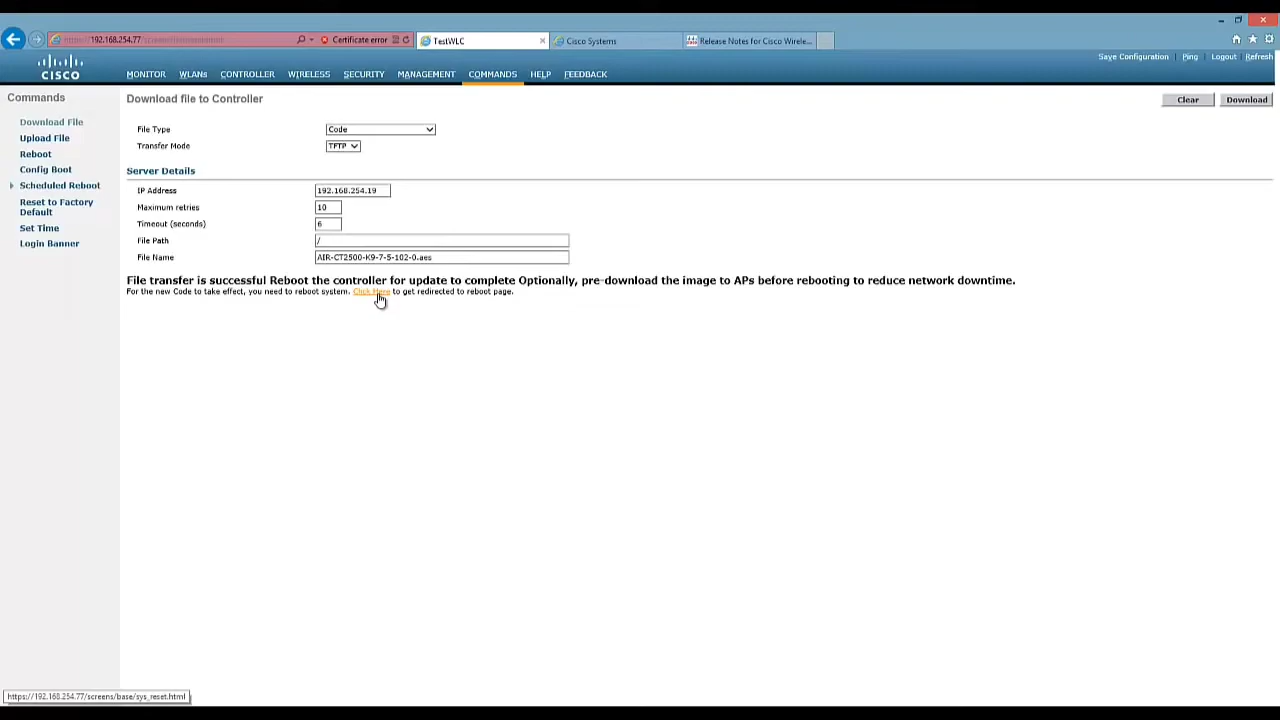 192.168.254.77
Certificate error
TestWLC
Cisco Systems
Release Notes for Cisco Wirele...
Save Configuration
Ping
Logout
Refresh
CISCO
MONITOR WLANs CONTROLLER WIRELESS SECURITY MANAGEMENT COMMANDS HELP FEEDBACK
Commands
Download File
Upload File
Reboot
Config Boot
Scheduled Reboot
Reset to Factory
Default
Set Time
Login Banner
Download file to Controller
Clear
Download
File Type Code
Transfer Mode TFTP
Server Details
IP Address 192.168.254.19
Maximum retries 10
Timeout (seconds) 6
File Path /
File Name AIR-CT2500-K9-7-5-102-0.aes
File transfer is successful Reboot the controller for update to complete Optionally, pre-download the image to APs before rebooting to reduce network downtime.
For the new Code to take effect, you need to reboot system. Click Here to get redirected to reboot page.
https://192.168.254.77/screens/base/sys_reset.html